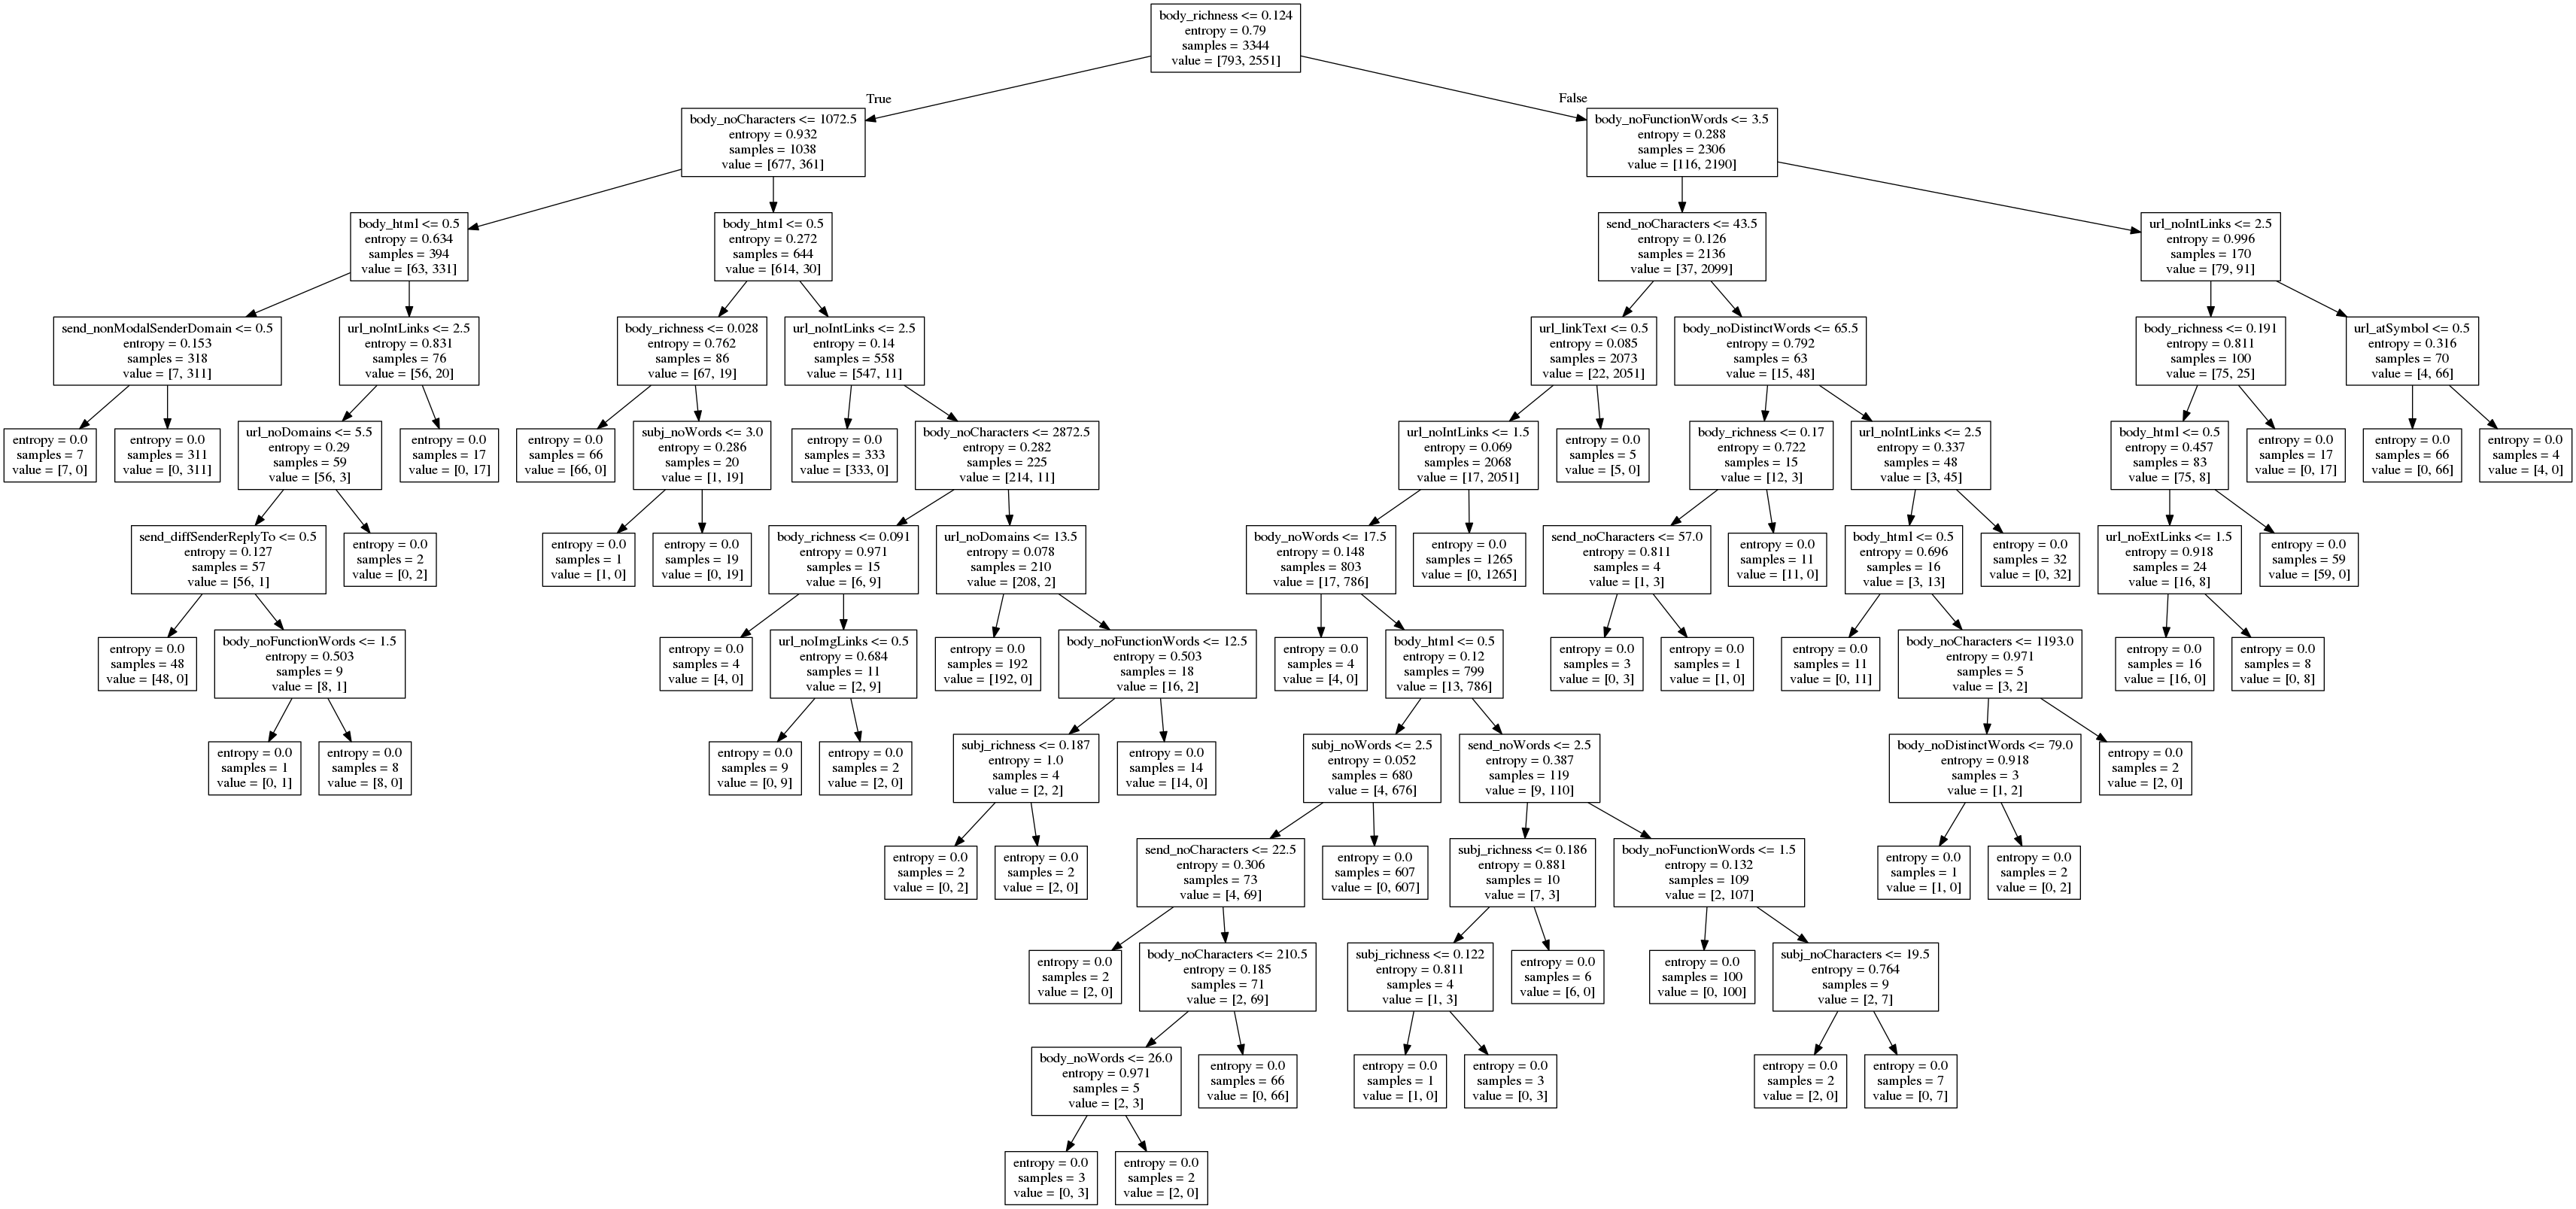 body_richness <= 0.124
entropy = 0.79
samples = 3344
value = [793, 2551]
True
False
body_noCharacters <= 1072.5
entropy = 0.932
samples = 1038
value = [677, 361]
body_noFunctionWords <= 3.5
entropy = 0.288
samples = 2306
value = [116, 2190]
body_html <= 0.5
entropy = 0.634
samples = 394
value = [63, 331]
body_html <= 0.5
entropy = 0.272
samples = 644
value = [614, 30]
send_noCharacters <= 43.5
entropy = 0.126
samples = 2136
value = [37, 2099]
url_noIntLinks <= 2.5
entropy = 0.996
samples = 170
value = [79, 91]
send_nonModalSenderDomain <= 0.5
entropy = 0.153
samples = 318
value = [7, 311]
url_noIntLinks <= 2.5
entropy = 0.831
samples = 76
value = [56, 20]
body_richness <= 0.028
entropy = 0.762
samples = 86
value = [67, 19]
url_noIntLinks <= 2.5
entropy = 0.14
samples = 558
value = [547, 11]
url_linkText <= 0.5
entropy = 0.085
samples = 2073
value = [22, 2051]
body_noDistinctWords <= 65.5
entropy = 0.792
samples = 63
value = [15, 48]
body_richness <= 0.191
entropy = 0.811
samples = 100
value = [75, 25]
url_atSymbol <= 0.5
entropy = 0.316
samples = 70
value = [4, 66]
entropy = 0.0
samples = 7
value = [7, 0]
entropy = 0.0
samples = 311
value = [0, 311]
url_noDomains <= 5.5
entropy = 0.29
samples = 59
value = [56, 3]
entropy = 0.0
samples = 17
value = [0, 17]
entropy = 0.0
samples = 66
value = [66, 0]
subj_noWords <= 3.0
entropy = 0.286
samples = 20
value = [1, 19]
entropy = 0.0
samples = 333
value = [333, 0]
body_noCharacters <= 2872.5
entropy = 0.282
samples = 225
value = [214, 11]
url_noIntLinks <= 1.5
entropy = 0.069
samples = 2068
value = [17, 2051]
entropy = 0.0
samples = 5
value = [5, 0]
body_richness <= 0.17
entropy = 0.722
samples = 15
value = [12, 3]
url_noIntLinks <= 2.5
entropy = 0.337
samples = 48
value = [3, 45]
body_html <= 0.5
entropy = 0.457
samples = 83
value = [75, 8]
entropy = 0.0
samples = 17
value = [0, 17]
entropy = 0.0
samples = 66
value = [0, 66]
entropy = 0.0
samples = 4
value = [4, 0]
send_diffSenderReplyTo <= 0.5
entropy = 0.127
samples = 57
value = [56, 1]
entropy = 0.0
samples = 2
value = [0, 2]
entropy = 0.0
samples = 1
value = [1, 0]
entropy = 0.0
samples = 19
value = [0, 19]
body_richness <= 0.091
entropy = 0.971
samples = 15
value = [6, 9]
url_noDomains <= 13.5
entropy = 0.078
samples = 210
value = [208, 2]
body_noWords <= 17.5
entropy = 0.148
samples = 803
value = [17, 786]
entropy = 0.0
samples = 1265
value = [0, 1265]
send_noCharacters <= 57.0
entropy = 0.811
samples = 4
value = [1, 3]
entropy = 0.0
samples = 11
value = [11, 0]
body_html <= 0.5
entropy = 0.696
samples = 16
value = [3, 13]
entropy = 0.0
samples = 32
value = [0, 32]
url_noExtLinks <= 1.5
entropy = 0.918
samples = 24
value = [16, 8]
entropy = 0.0
samples = 59
value = [59, 0]
entropy = 0.0
samples = 48
value = [48, 0]
body_noFunctionWords <= 1.5
entropy = 0.503
samples = 9
value = [8, 1]
entropy = 0.0
samples = 4
value = [4, 0]
url_noImgLinks <= 0.5
entropy = 0.684
samples = 11
value = [2, 9]
entropy = 0.0
samples = 192
value = [192, 0]
body_noFunctionWords <= 12.5
entropy = 0.503
samples = 18
value = [16, 2]
entropy = 0.0
samples = 4
value = [4, 0]
body_html <= 0.5
entropy = 0.12
samples = 799
value = [13, 786]
entropy = 0.0
samples = 3
value = [0, 3]
entropy = 0.0
samples = 1
value = [1, 0]
entropy = 0.0
samples = 11
value = [0, 11]
body_noCharacters <= 1193.0
entropy = 0.971
samples = 5
value = [3, 2]
entropy = 0.0
samples = 16
value = [16, 0]
entropy = 0.0
samples = 8
value = [0, 8]
entropy = 0.0
samples = 1
value = [0, 1]
entropy = 0.0
samples = 8
value = [8, 0]
entropy = 0.0
samples = 9
value = [0, 9]
entropy = 0.0
samples = 2
value = [2, 0]
subj_richness <= 0.187
entropy = 1.0
samples = 4
value = [2, 2]
entropy = 0.0
samples = 14
value = [14, 0]
subj_noWords <= 2.5
entropy = 0.052
samples = 680
value = [4, 676]
send_noWords <= 2.5
entropy = 0.387
samples = 119
value = [9, 110]
body_noDistinctWords <= 79.0
entropy = 0.918
samples = 3
value = [1, 2]
entropy = 0.0
samples = 2
value = [2, 0]
entropy = 0.0
samples = 2
value = [0, 2]
entropy = 0.0
samples = 2
value = [2, 0]
send_noCharacters <= 22.5
entropy = 0.306
samples = 73
value = [4, 69]
entropy = 0.0
samples = 607
value = [0, 607]
subj_richness <= 0.186
entropy = 0.881
samples = 10
value = [7, 3]
body_noFunctionWords <= 1.5
entropy = 0.132
samples = 109
value = [2, 107]
entropy = 0.0
samples = 1
value = [1, 0]
entropy = 0.0
samples = 2
value = [0, 2]
entropy = 0.0
samples = 2
value = [2, 0]
body_noCharacters <= 210.5
entropy = 0.185
samples = 71
value = [2, 69]
subj_richness <= 0.122
entropy = 0.811
samples = 4
value = [1, 3]
entropy = 0.0
samples = 6
value = [6, 0]
entropy = 0.0
samples = 100
value = [0, 100]
subj_noCharacters <= 19.5
entropy = 0.764
samples = 9
value = [2, 7]
body_noWords <= 26.0
entropy = 0.971
samples = 5
value = [2, 3]
entropy = 0.0
samples = 66
value = [0, 66]
entropy = 0.0
samples = 1
value = [1, 0]
entropy = 0.0
samples = 3
value = [0, 3]
entropy = 0.0
samples = 2
value = [2, 0]
entropy = 0.0
samples = 7
value = [0, 7]
entropy = 0.0
samples = 3
value = [0, 3]
entropy = 0.0
samples = 2
value = [2, 0]